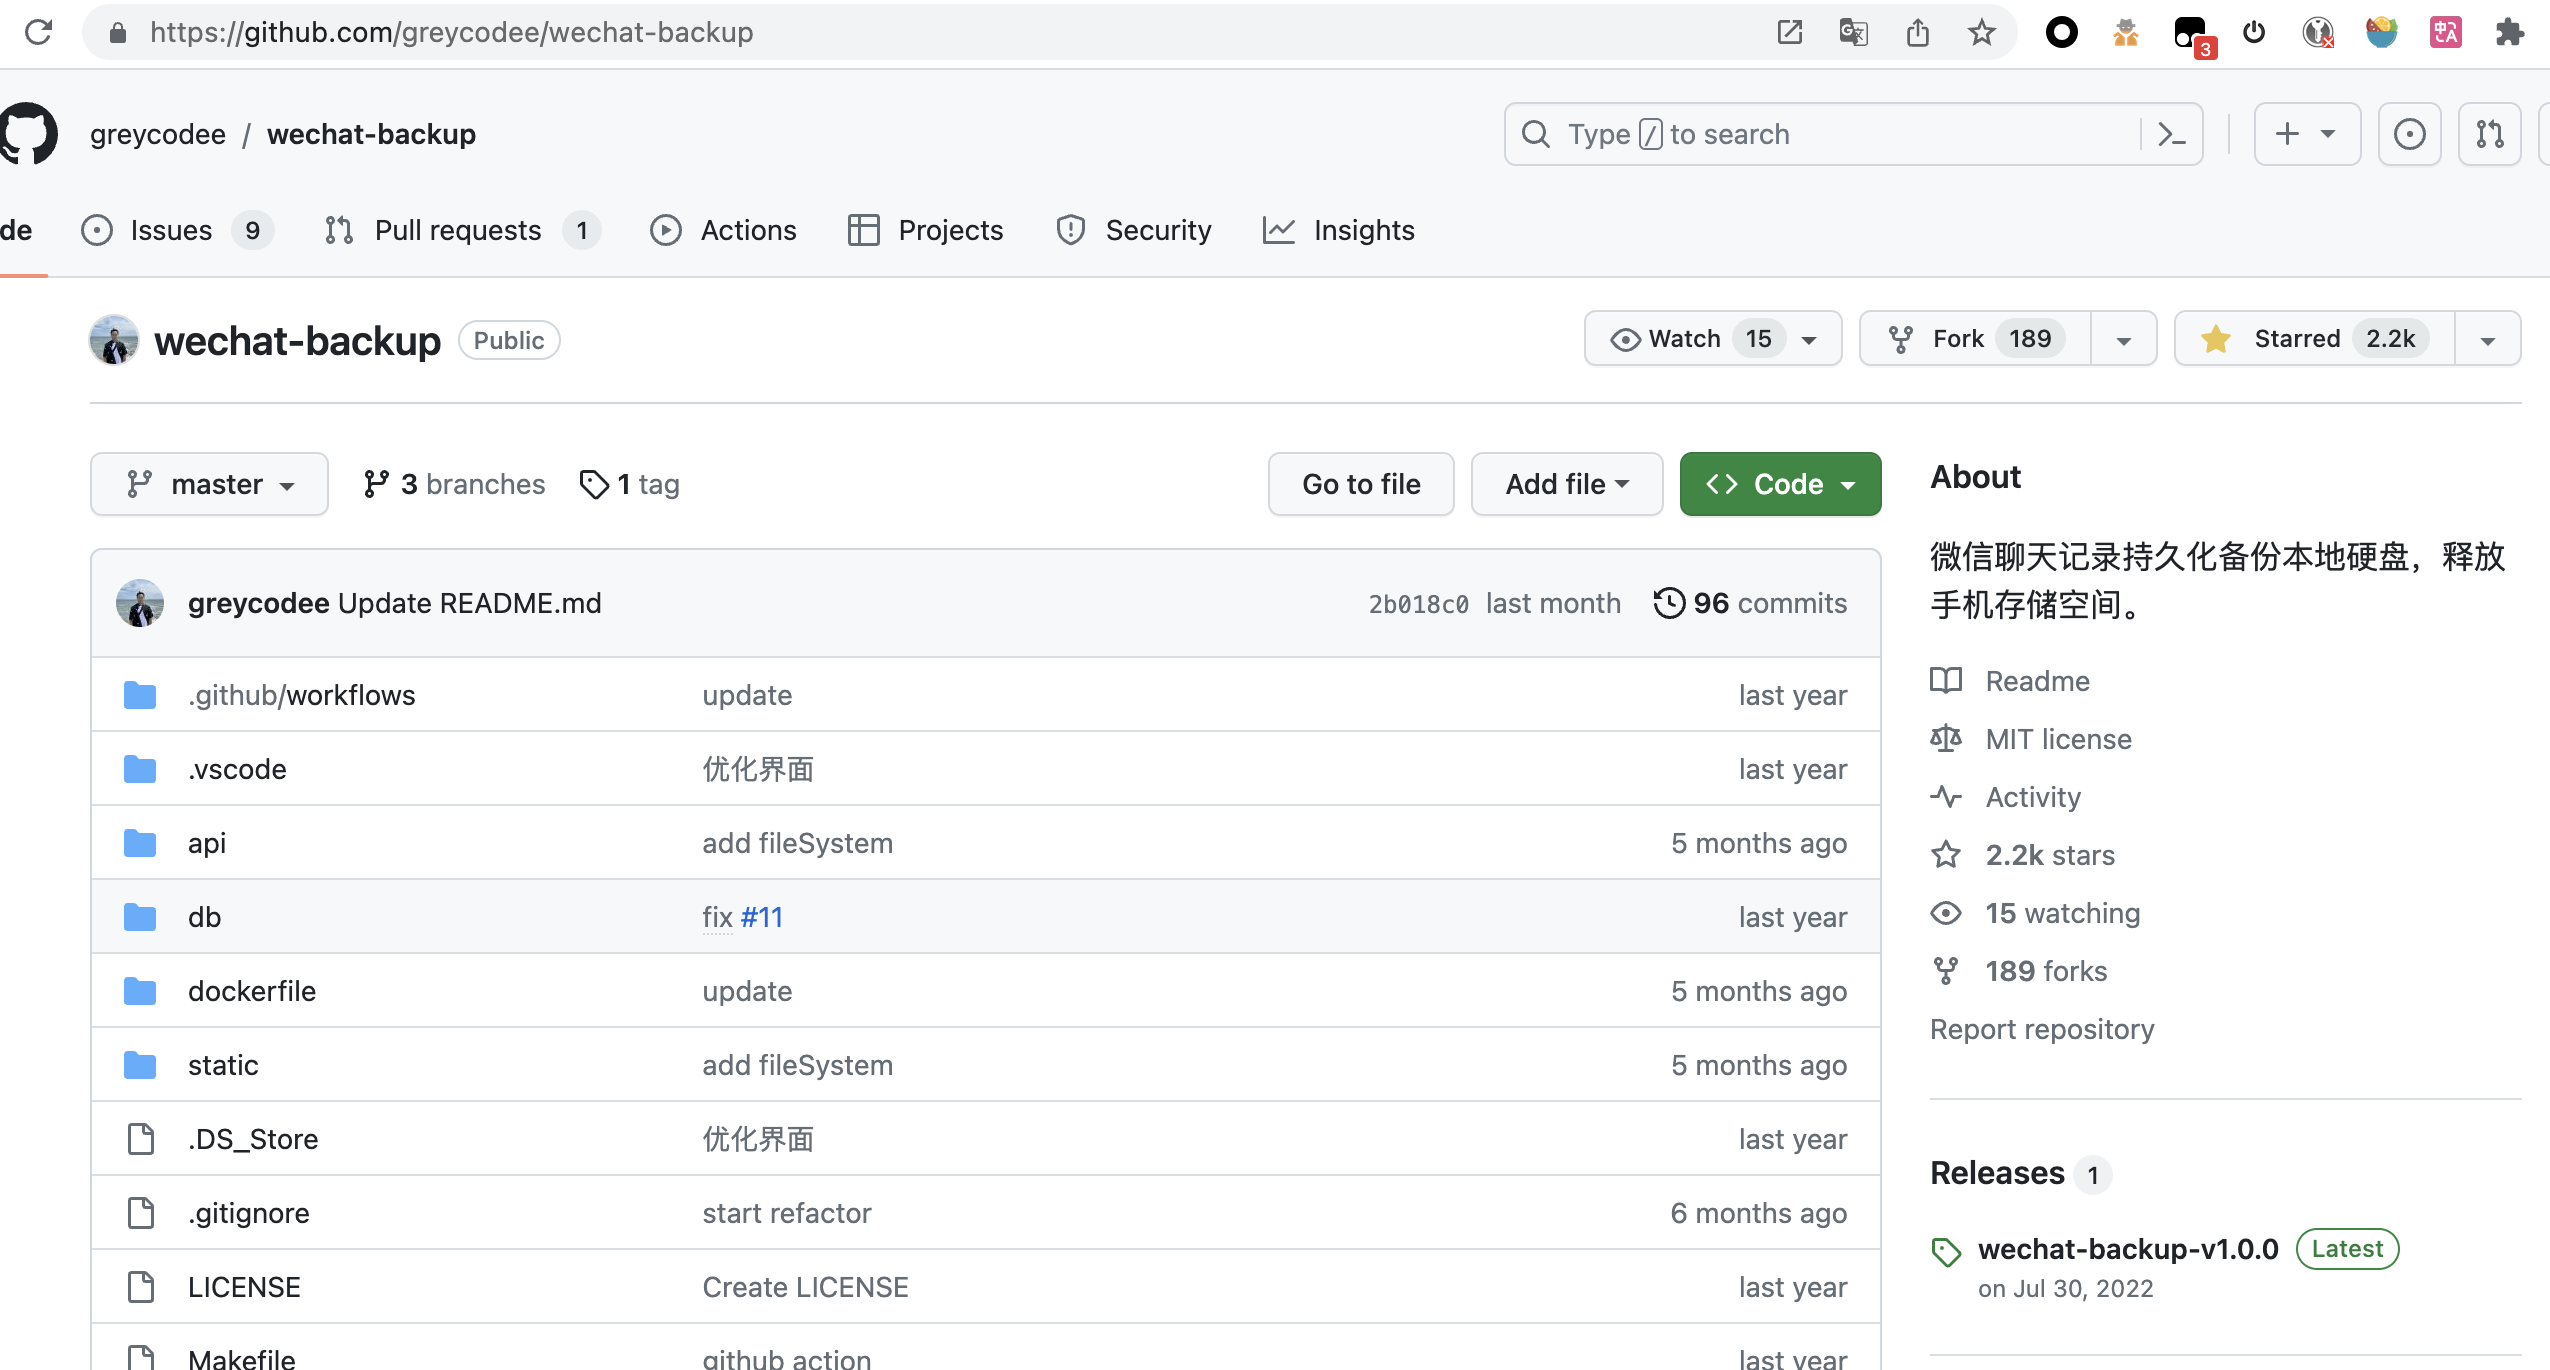 https://github.com/greycodee/wechat-backup
3
greycodee / wechat-backup
Type / to search
de
Issues 9
Pull requests 1
Actions
Projects
Security
Insights
wechat-backup Public
Watch 15
Fork 189
Starred 2.2k
master
3 branches
1 tag
Go to file
Add file
Code
greycodee Update README.md
2b018c0 last month
96 commits
.github/workflows update last year
.vscode 优化界面 last year
api add fileSystem 5 months ago
db fix #11 last year
dockerfile update 5 months ago
static add fileSystem 5 months ago
.DS_Store 优化界面 last year
.gitignore start refactor 6 months ago
LICENSE Create LICENSE last year
Makefile github action last year
About
微信聊天记录持久化备份本地硬盘，释放
手机存储空间。
Readme
MIT license
Activity
2.2k stars
15 watching
189 forks
Report repository
Releases 1
wechat-backup-v1.0.0 Latest
on Jul 30, 2022